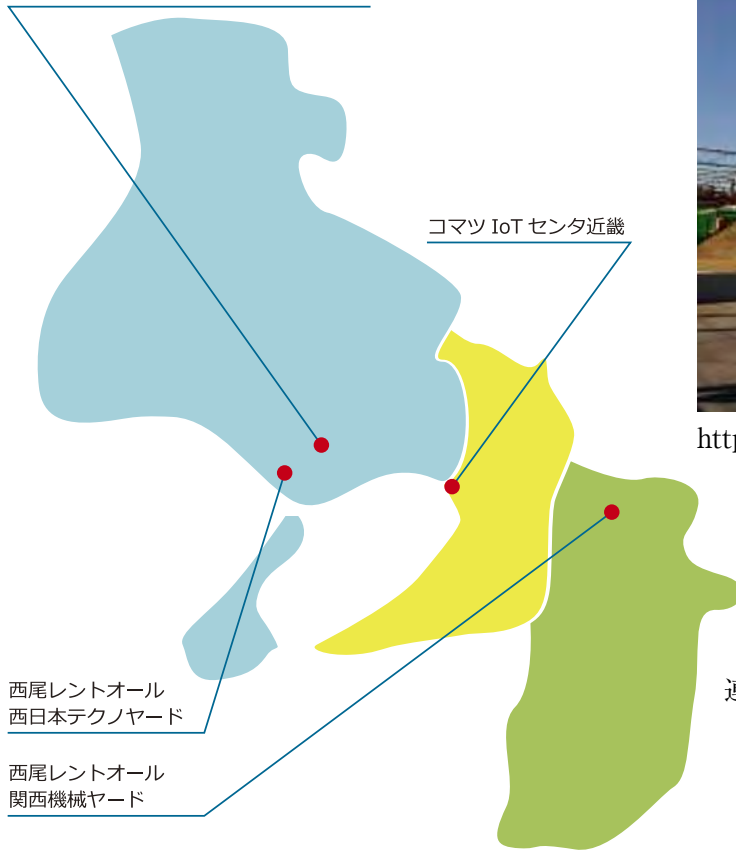 コマツ IoT センタ近畿
http
西尾レントオール
西日本テクノヤード
連
西尾レントオール
関西機械ヤード